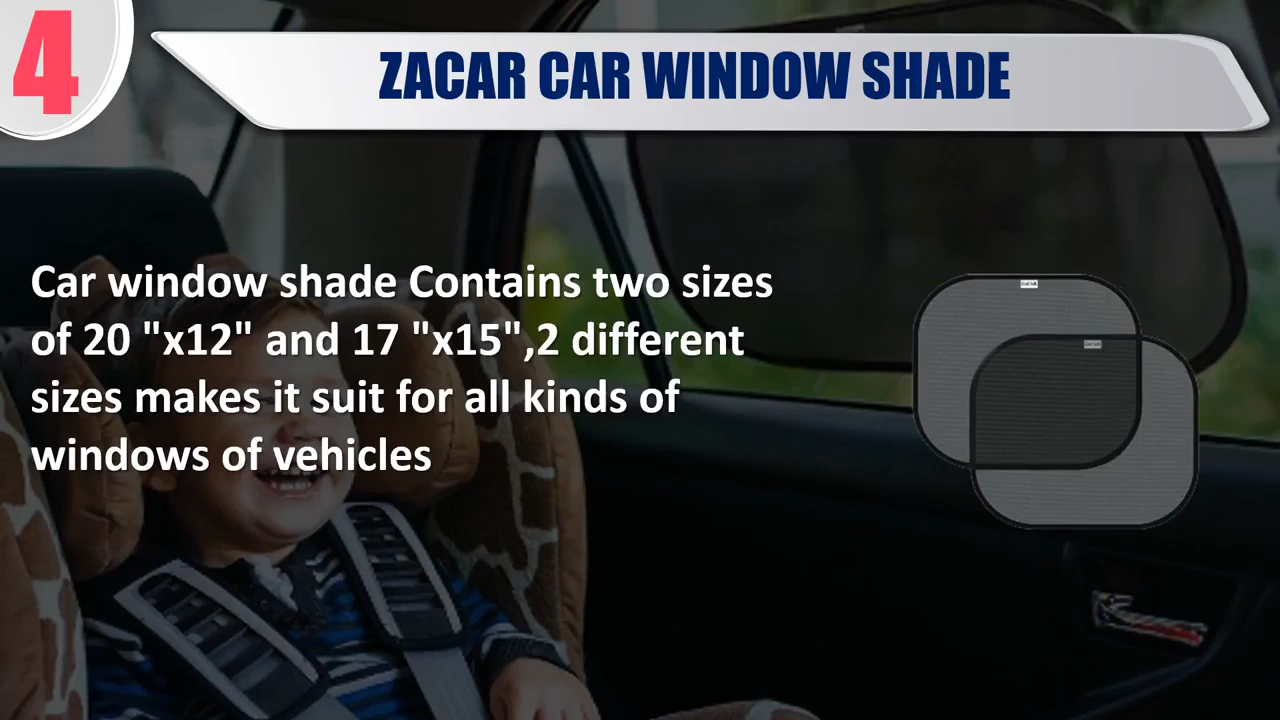 4
ZACAR CAR WINDOW SHADE
Car window shade Contains two sizes
of 20 "x12" and 17 "x15",2 different
sizes makes it suit for all kinds of
windows of vehicles